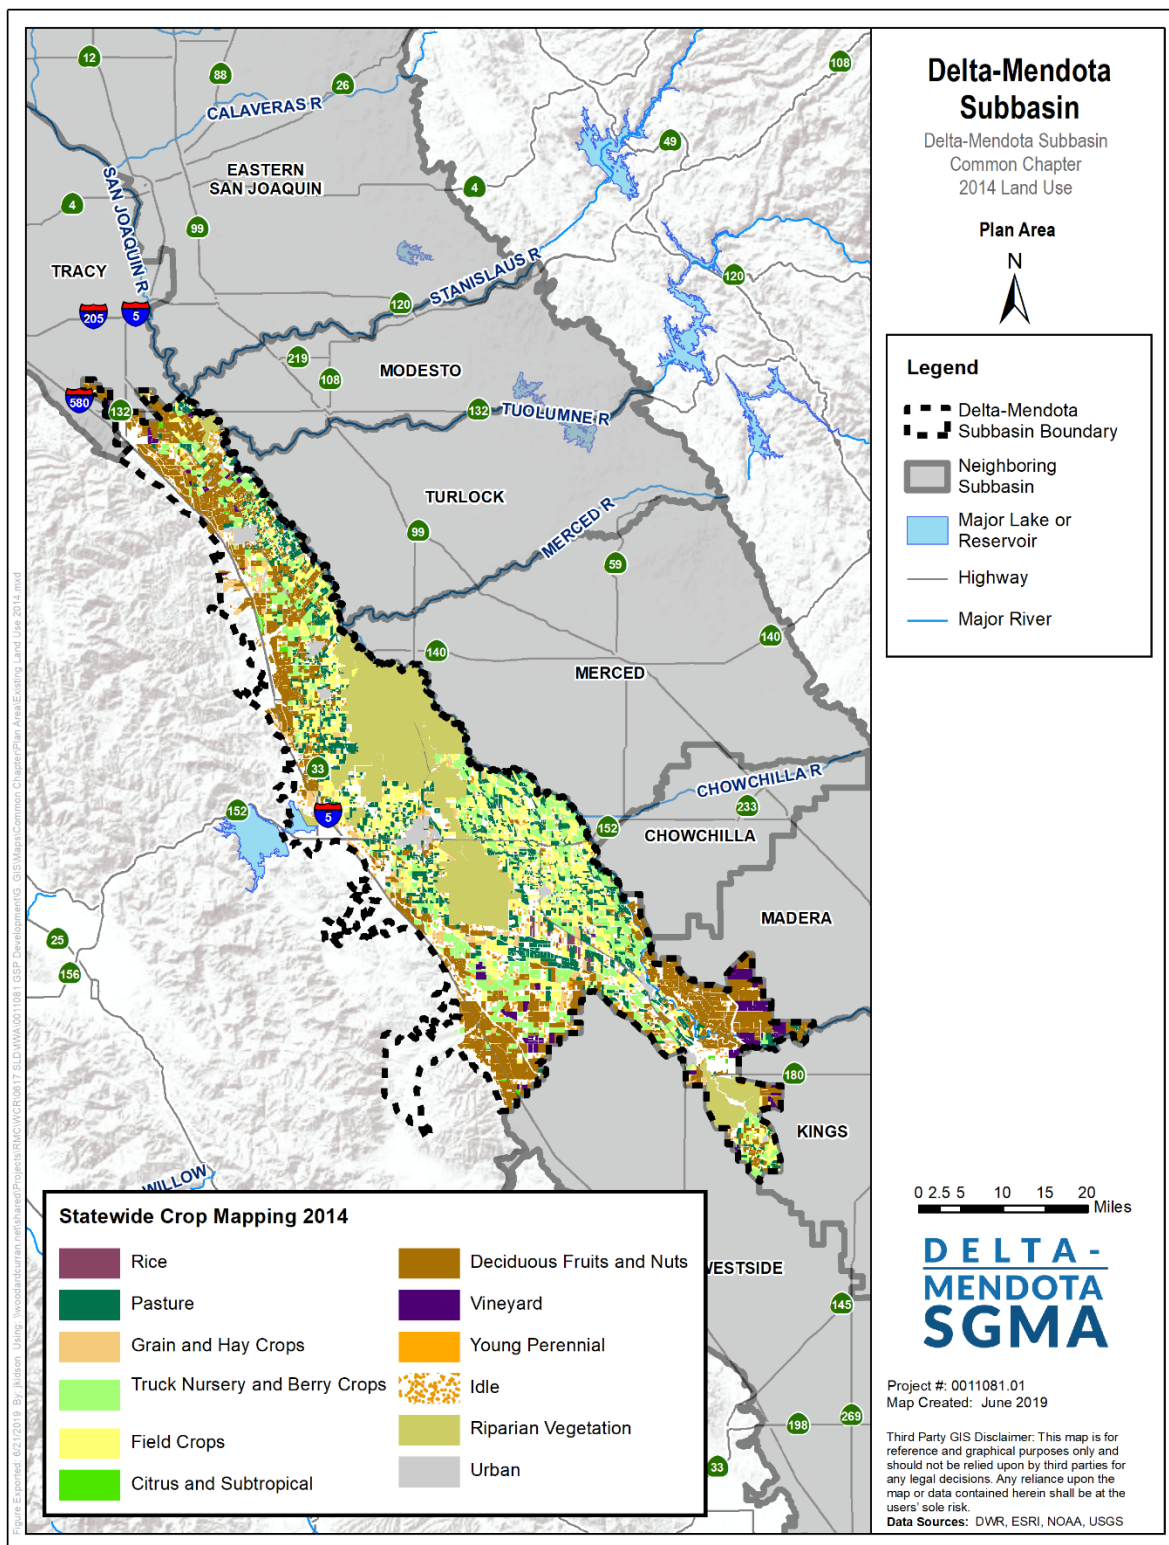 12
88
26
108
CALAVERAS R
49
EASTERN
SAN JOAQUIN
SAN JOAQUIN R
4
4
99
TRACY
STANISLAUS R
120
205
5
120
219
108
MODESTO
580
132
132
TUOLUMNE R
TURLOCK
99
MERCED R
59
140
140
MERCED
33
5
152
CHOWCHILLA R
233
152
CHOWCHILLA
MADERA
25
156
180
KINGS
WILLOW
WESTSIDE
145
198
269
33
Delta-Mendota
Subbasin
Delta-Mendota Subbasin
Common Chapter
2014 Land Use
Plan Area
N
Legend
Delta-Mendota
Subbasin Boundary
Neighboring
Subbasin
Major Lake or
Reservoir
Highway
Major River
Statewide Crop Mapping 2014
Rice
Pasture
Grain and Hay Crops
Truck Nursery and Berry Crops
Field Crops
Citrus and Subtropical
Deciduous Fruits and Nuts
Vineyard
Young Perennial
Idle
Riparian Vegetation
Urban
0 2.5 5 10 15 20
Miles
DELTA-
MENDOTA
SGMA
Project #: 0011081.01
Map Created: June 2019
Third Party GIS Disclaimer: This map is for
reference and graphical purposes only and
should not be relied upon by third parties for
any legal decisions. Any reliance upon the
map or data contained herein shall be at the
users' sole risk.
Data Sources: DWR, ESRI, NOAA, USGS